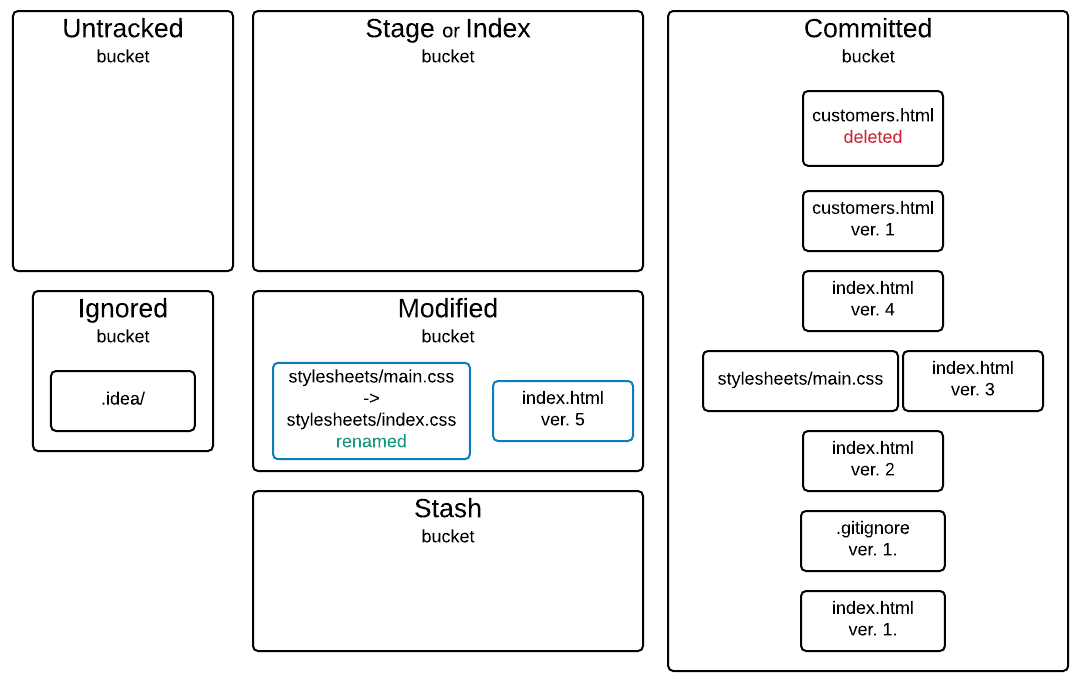 Untracked
bucket
Stage or Index
bucket
Committed
bucket
customers.html
deleted
customers.html
ver. 1
index.html
ver. 4
Ignored
bucket
.idea/
Modified
bucket
stylesheets/main.css
->
stylesheets/index.css
renamed
index.html
ver. 5
stylesheets/main.css
index.html
ver. 3
index.html
ver. 2
Stash
bucket
.gitignore
ver. 1.
index.html
ver. 1.